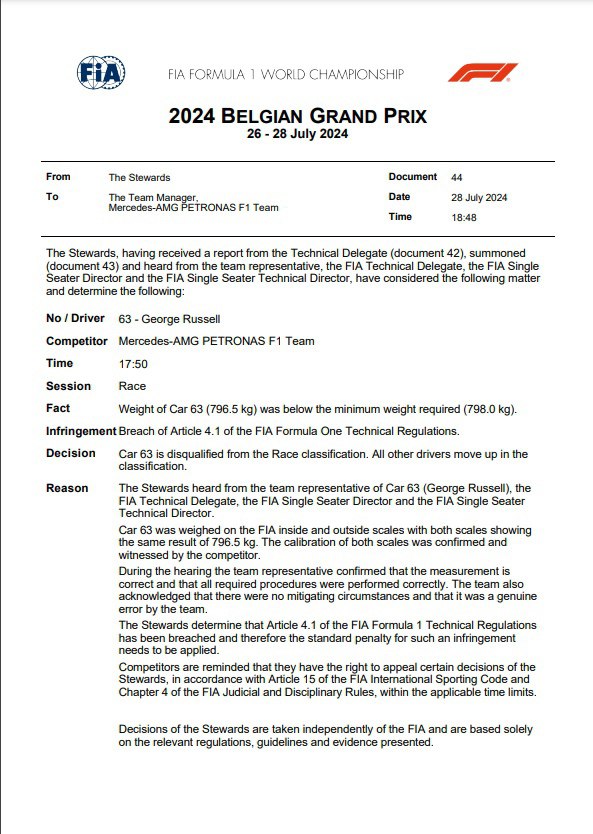 FiA
FIA FORMULA 1 WORLD CHAMPIONSHIP
2024 BELGIAN GRAND PRIX
26 - 28 July 2024
From The Stewards
To The Team Manager,
Mercedes-AMG PETRONAS F1 Team
Document 44
Date 28 July 2024
Time 18:48
The Stewards, having received a report from the Technical Delegate (document 42), summoned
(document 43) and heard from the team representative, the FIA Technical Delegate, the FIA Single
Seater Director and the FIA Single Seater Technical Director, have considered the following matter
and determine the following:
No / Driver 63 - George Russell
Competitor Mercedes-AMG PETRONAS F1 Team
Time 17:50
Session Race
Fact Weight of Car 63 (796.5 kg) was below the minimum weight required (798.0 kg).
Infringement Breach of Article 4.1 of the FIA Formula One Technical Regulations.
Decision Car 63 is disqualified from the Race classification. All other drivers move up in the
classification.
Reason The Stewards heard from the team representative of Car 63 (George Russell), the
FIA Technical Delegate, the FIA Single Seater Director and the FIA Single Seater
Technical Director.
Car 63 was weighed on the FIA inside and outside scales with both scales showing
the same result of 796.5 kg. The calibration of both scales was confirmed and
witnessed by the competitor.
During the hearing the team representative confirmed that the measurement is
correct and that all required procedures were performed correctly. The team also
acknowledged that there were no mitigating circumstances and that it was a genuine
error by the team.
The Stewards determine that Article 4.1 of the FIA Formula 1 Technical Regulations
has been breached and therefore the standard penalty for such an infringement
needs to be applied.
Competitors are reminded that they have the right to appeal certain decisions of the
Stewards, in accordance with Article 15 of the FIA International Sporting Code and
Chapter 4 of the FIA Judicial and Disciplinary Rules, within the applicable time limits.
Decisions of the Stewards are taken independently of the FIA and are based solely
on the relevant regulations, guidelines and evidence presented.